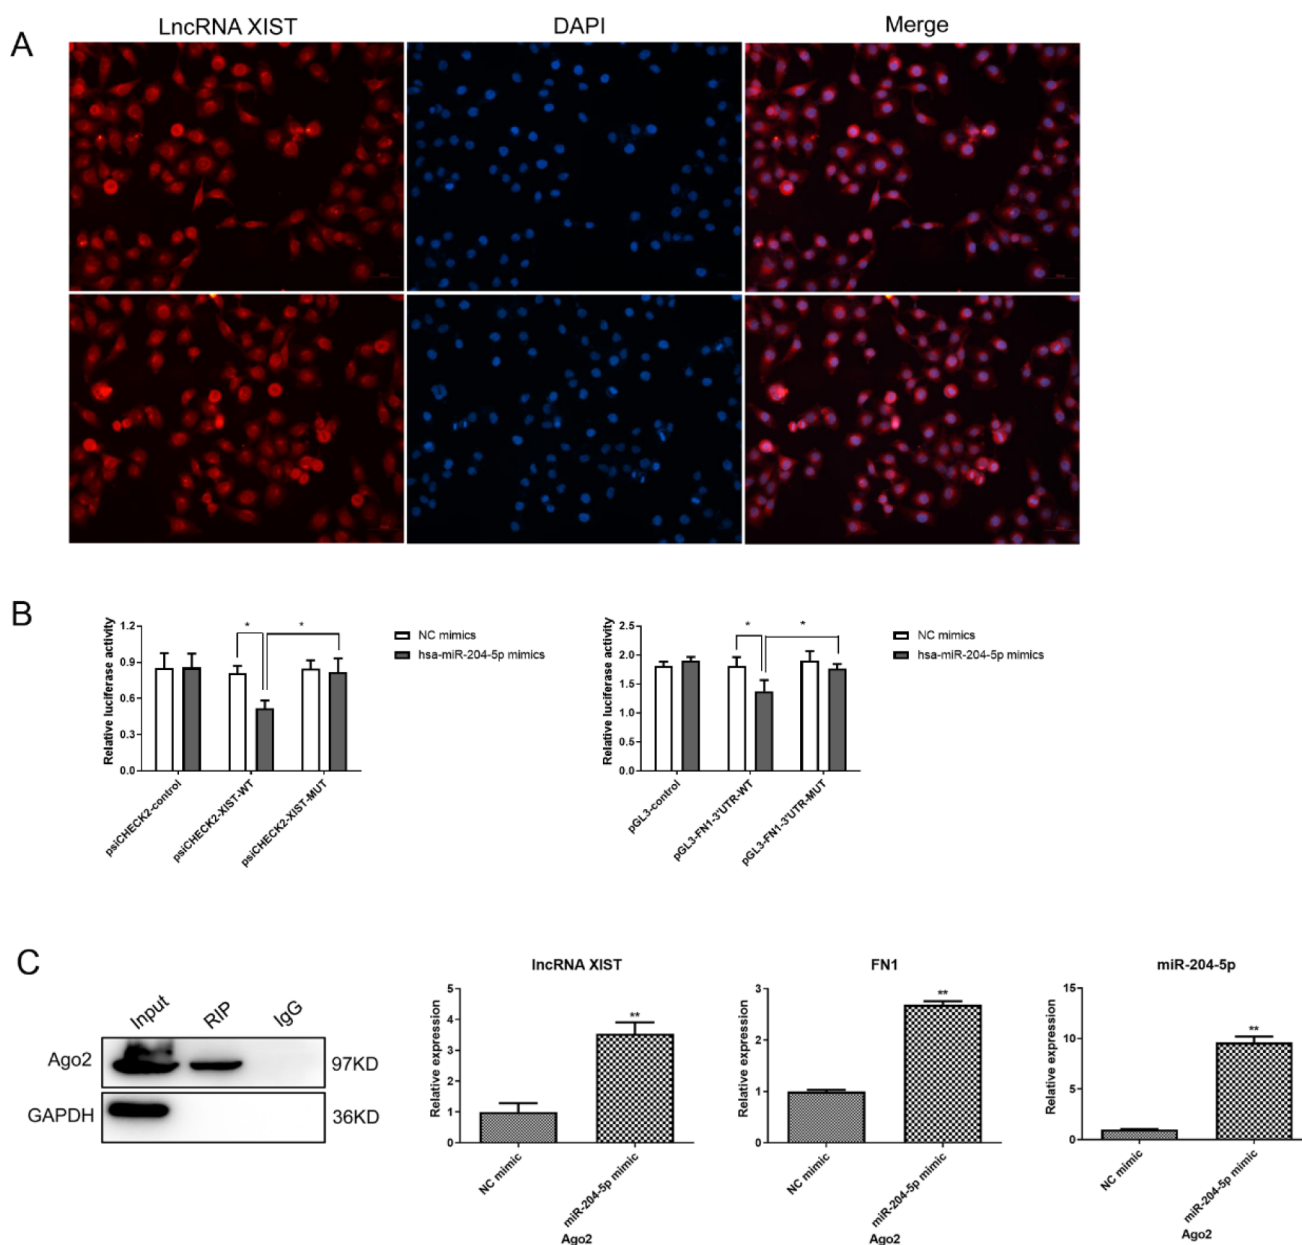 A
LncRNA XIST
DAPI
Merge
B
Relative luciferase activity
1.2
0.9
0.6
0.3
0.0
*
*
psiCHECK2-control
psiCHECK2-XIST-WT
psiCHECK2-XIST-MUT
NC mimics
hsa-miR-204-5p mimics
Relative luciferase activity
2.5
2.0
1.5
1.0
0.5
0.0
*
*
pGL3-control
pGL3-FN1-3'UTR-WT
pGL3-FN1-3'UTR-MUT
NC mimics
hsa-miR-204-5p mimics
C
Input
RIP
IgG
Ago2
97KD
GAPDH
36KD
lncRNA XIST
Relative expression
5
4
3
2
1
0
**
NC mimic
miR-204-5p mimic
Ago2
FN1
Relative expression
3
2
1
0
**
NC mimic
miR-204-5p mimic
Ago2
miR-204-5p
Relative expression
15
10
5
0
**
NC mimic
miR-204-5p mimic
Ago2